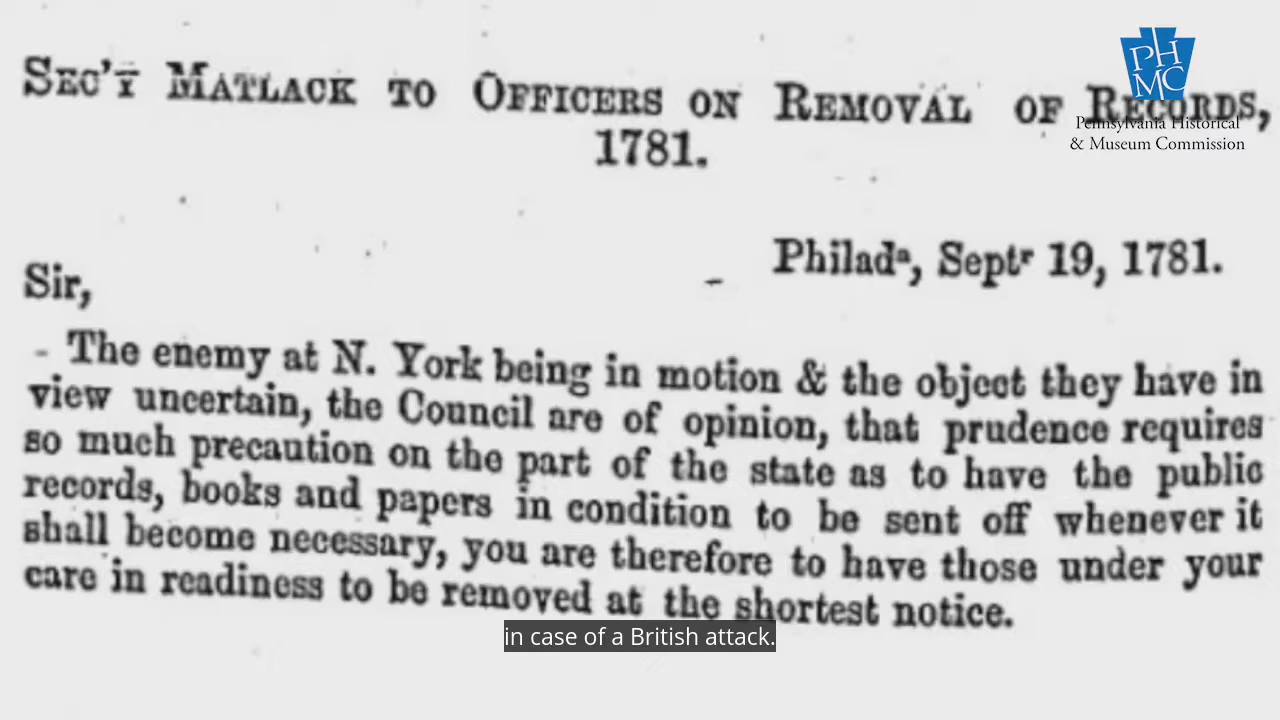 SEC'Y MATLACK TO OFFICERS ON REMOVAL OF RECORDS,
1781.
PHMC
Pennsylvania Historical
& Museum Commission
Philadᵃ, Septʳ 19, 1781.
Sir,
The enemy at N. York being in motion & the object they have in
view uncertain, the Council are of opinion, that prudence requires
so much precaution on the part of the state as to have the public
records, books and papers in condition to be sent off whenever it
shall become necessary, you are therefore to have those under your
care in readiness to be removed at the shortest notice.
in case of a British attack.